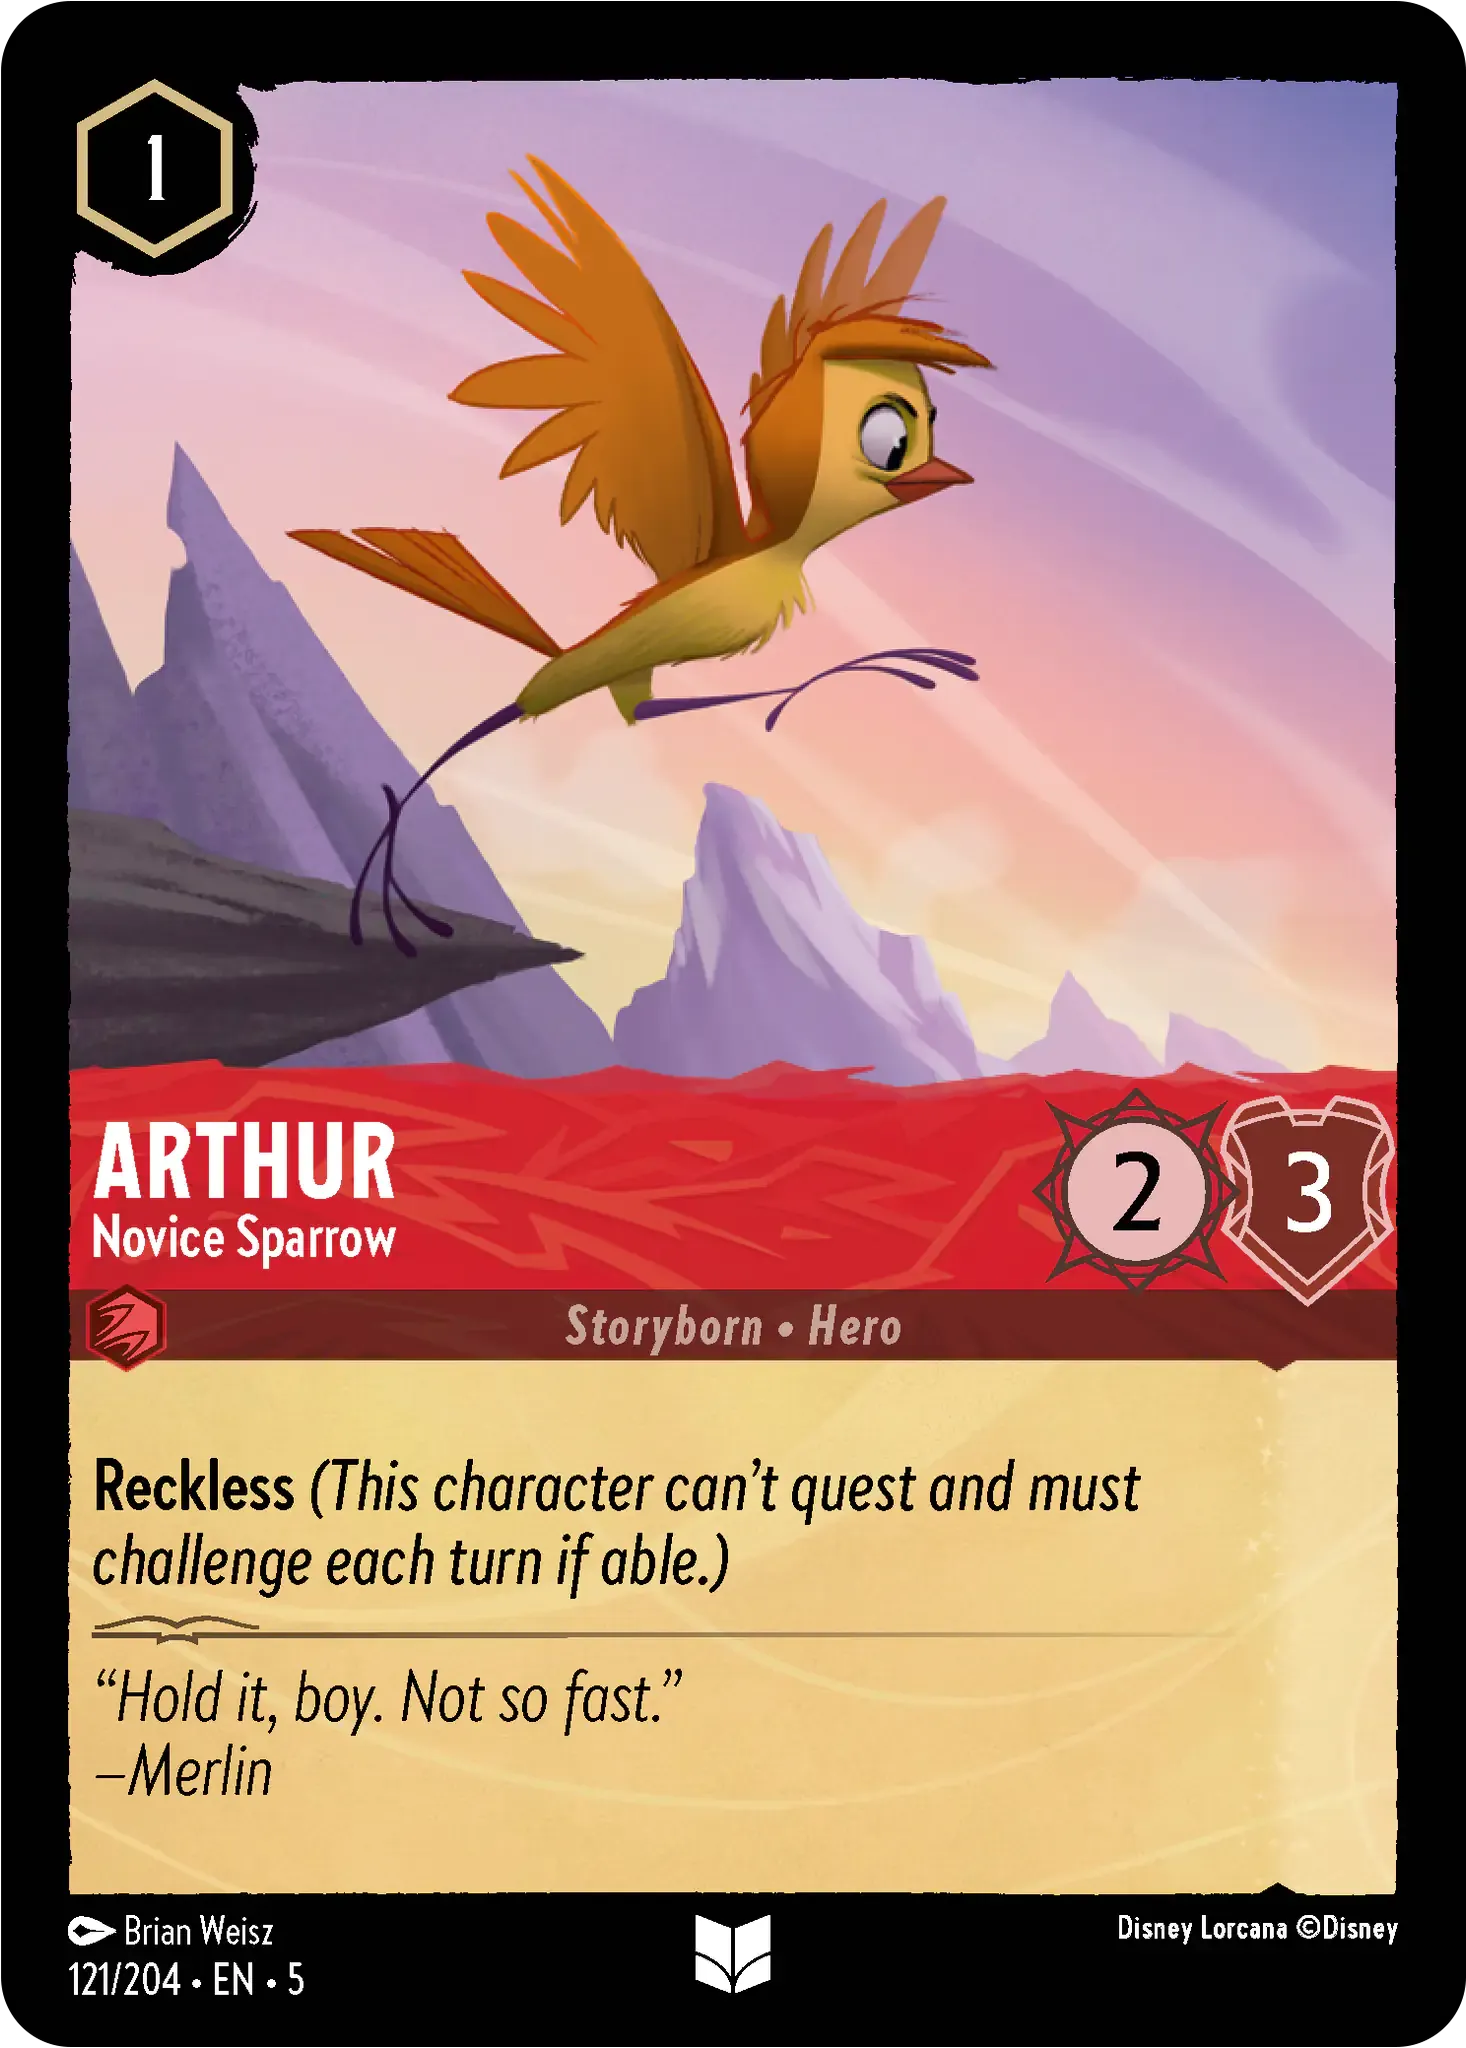 1
ARTHUR
Novice Sparrow
2
3
Storyborn • Hero
Reckless (This character can’t quest and must
challenge each turn if able.)
“Hold it, boy. Not so fast.”
–Merlin
Brian Weisz
Disney Lorcana ©Disney
121/204 • EN • 5